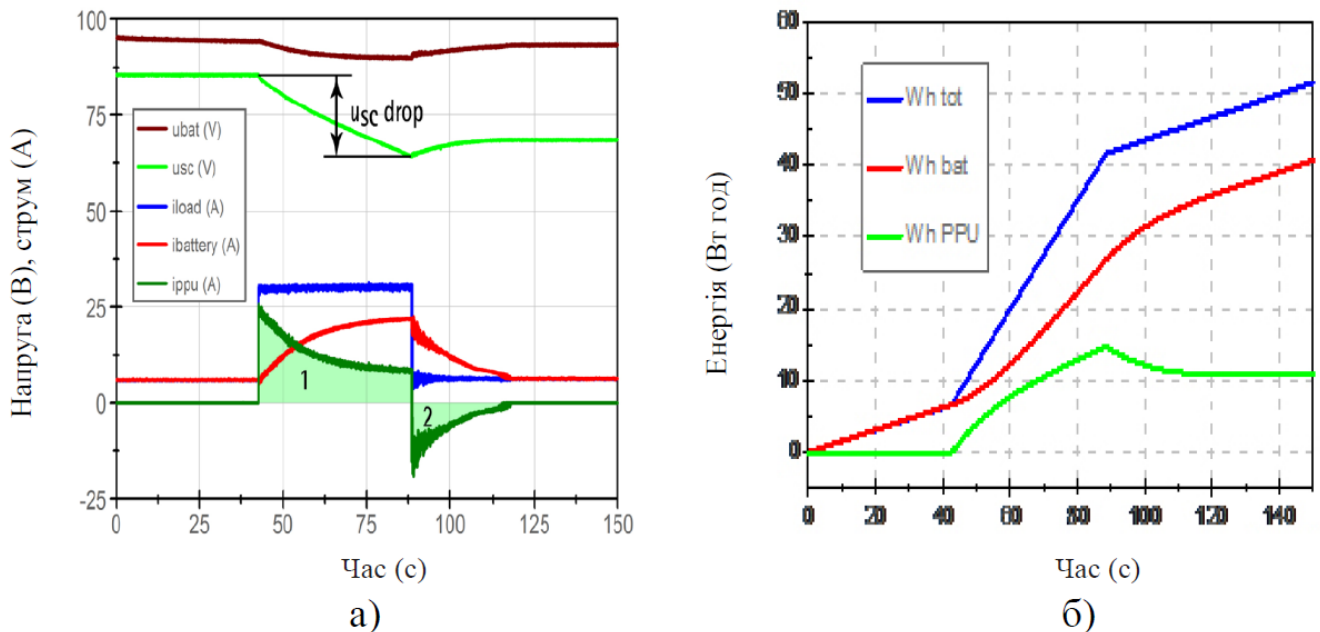 100
75
50
25
0
-25
0
25
50
75
100
125
150
Напруга (В), струм (А)
Час (с)
u_sc drop
ubat (V)
usc (V)
iload (A)
ibattery (A)
ippu (A)
1
2
а)
60
50
40
30
20
10
0
0
20
40
60
80
100
120
140
Енергія (Вт год)
Час (с)
Wh tot
Wh bat
Wh PPU
б)